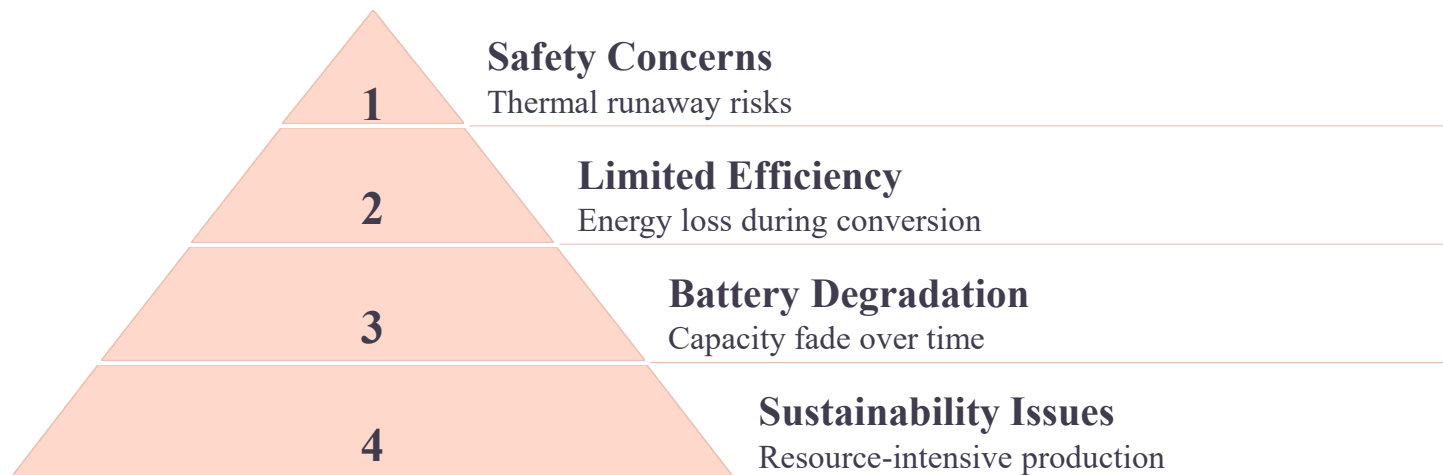 1
Safety Concerns
Thermal runaway risks
2
Limited Efficiency
Energy loss during conversion
3
Battery Degradation
Capacity fade over time
4
Sustainability Issues
Resource-intensive production